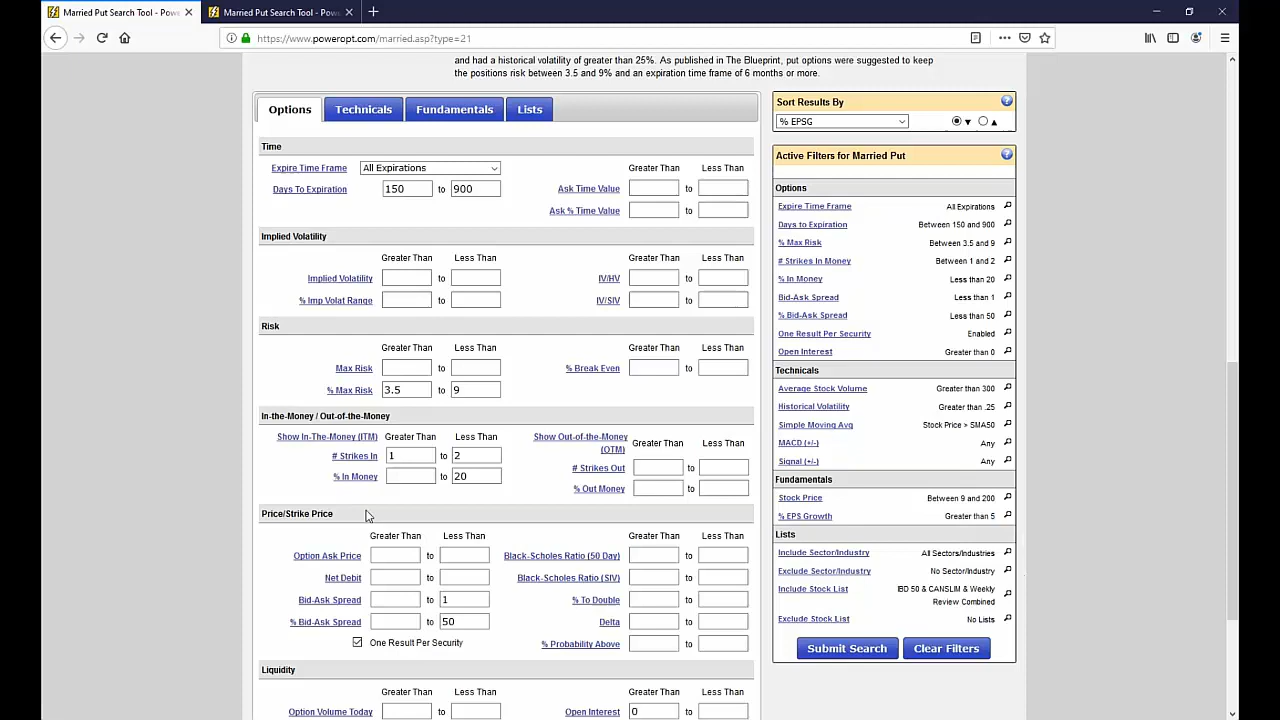 Married Put Search Tool - Powe
Married Put Search Tool - Powe
https://www.poweropt.com/married.asp?type=21
and had a historical volatility of greater than 25%. As published in The Blueprint, put options were suggested to keep
the positions risk between 3.5 and 9% and an expiration time frame of 6 months or more.
Options Technicals Fundamentals Lists
Time
Expire Time Frame All Expirations Greater Than Less Than
Days To Expiration 150 to 900 Ask Time Value to
Ask % Time Value to
Implied Volatility
Greater Than Less Than Greater Than Less Than
Implied Volatility to IV/HV to
% Imp Volat Range to IV/SIV to
Risk
Greater Than Less Than Greater Than Less Than
Max Risk to % Break Even to
% Max Risk 3.5 to 9
In-the-Money / Out-of-the-Money
Show In-The-Money (ITM) Greater Than Less Than Show Out-of-the-Money (OTM) Greater Than Less Than
# Strikes In 1 to 2 # Strikes Out to
% In Money to 20 % Out Money to
Price/Strike Price
Greater Than Less Than Greater Than Less Than
Option Ask Price to Black-Scholes Ratio (50 Day) to
Net Debit to Black-Scholes Ratio (SIV) to
Bid-Ask Spread to 1 % To Double to
% Bid-Ask Spread to 50 Delta to
One Result Per Security % Probability Above to
Liquidity
Greater Than Less Than Greater Than Less Than
Option Volume Today to Open Interest 0 to
Sort Results By
% EPSG
Active Filters for Married Put
Options
Expire Time Frame All Expirations
Days to Expiration Between 150 and 900
% Max Risk Between 3.5 and 9
# Strikes In Money Between 1 and 2
% In Money Less than 20
Bid-Ask Spread Less than 1
% Bid-Ask Spread Less than 50
One Result Per Security Enabled
Open Interest Greater than 0
Technicals
Average Stock Volume Greater than 300
Historical Volatility Greater than .25
Simple Moving Avg Stock Price > SMA50
MACD (+/-) Any
Signal (+/-) Any
Fundamentals
Stock Price Between 9 and 200
% EPS Growth Greater than 5
Lists
Include Sector/Industry All Sectors/Industries
Exclude Sector/Industry No Sector/Industry
Include Stock List IBD 50 & CANSLIM & Weekly
Review Combined
Exclude Stock List No Lists
Submit Search Clear Filters